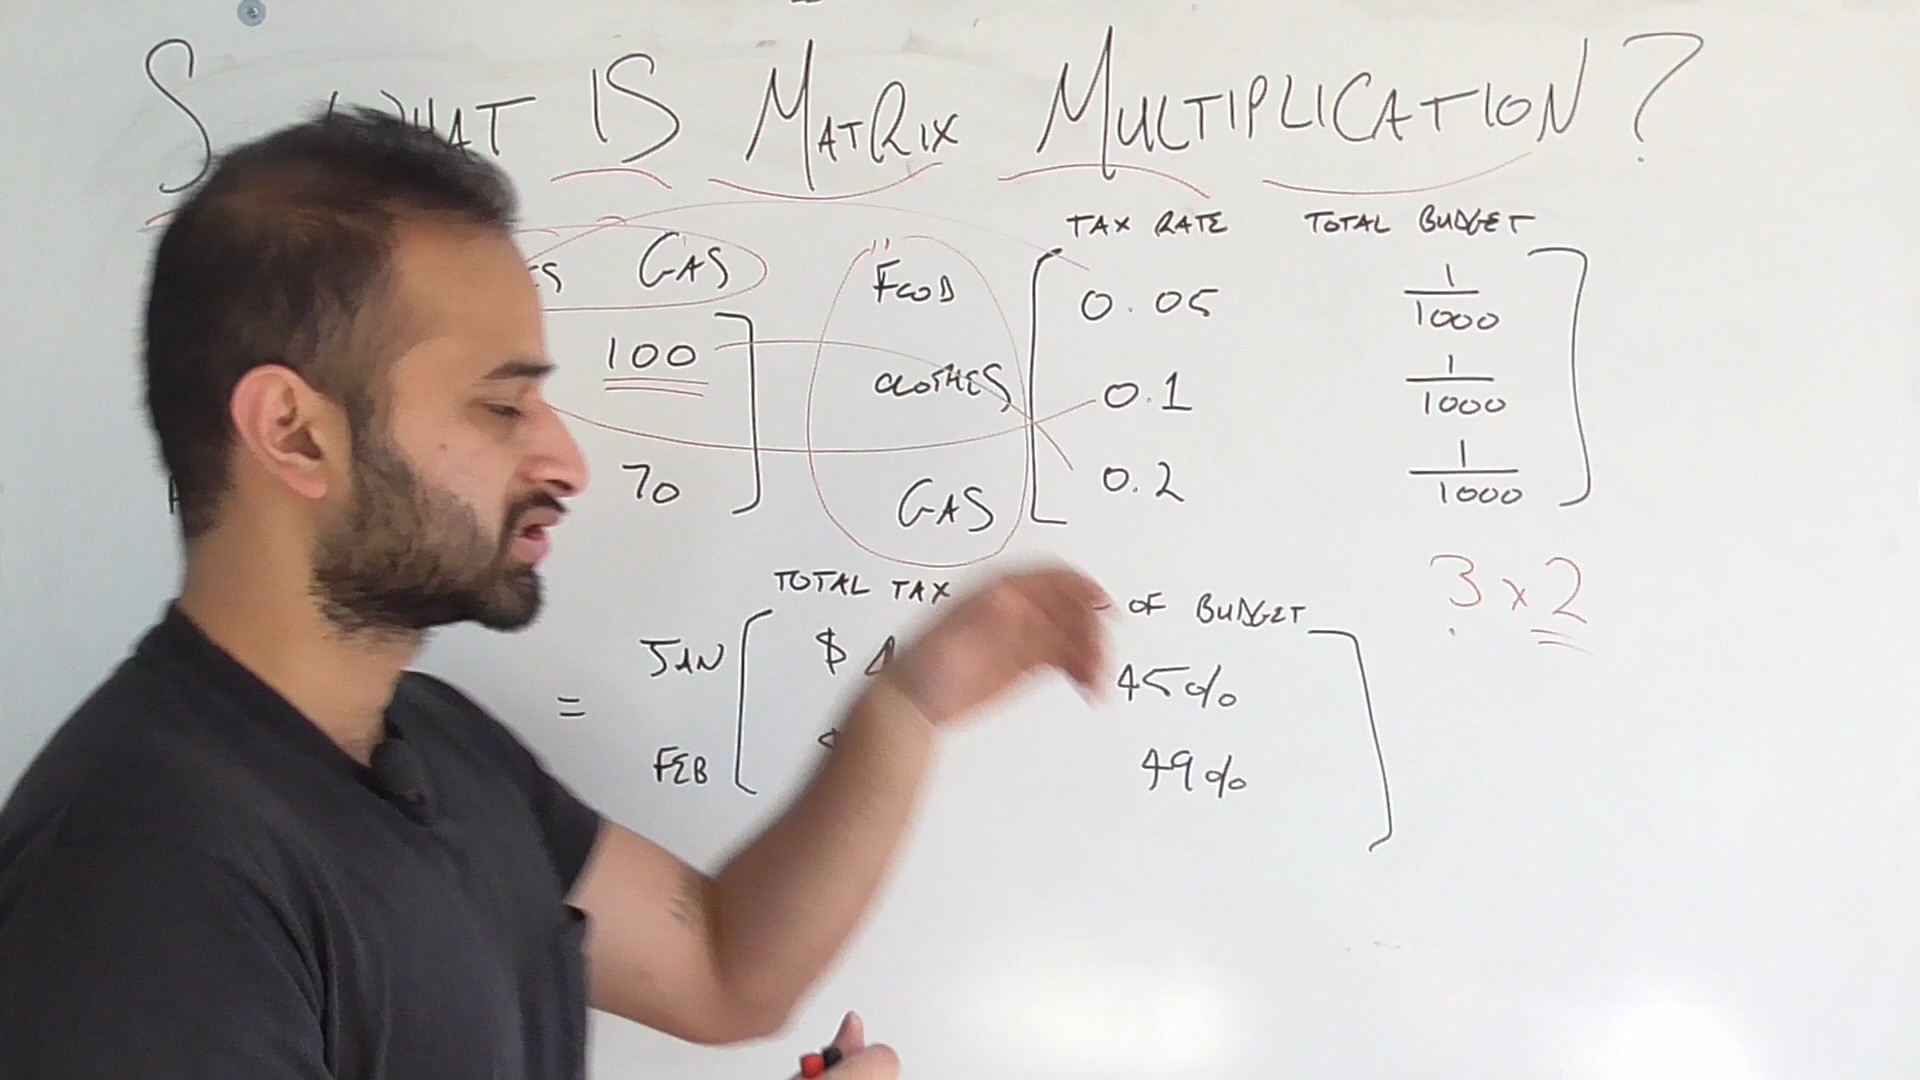 IS MATRIX MULTIPLICATION?
TAX RATE TOTAL BUDGET
GAS FOOD 0.05 1/1000
100 CLOTHES 0.1 1/1000
70 GAS 0.2 1/1000
3 x 2
TOTAL TAX OF BUDGET
JAN $ 45%
= FEB 49%